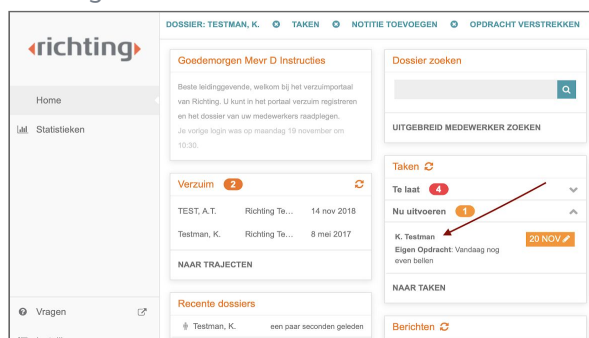 DOSSIER: TESTMAN, K. TAKEN NOTITIE TOEVOEGEN OPDRACHT VERSTREKKEN
richting
Home
Statistieken
Vragen
Goedemorgen Mevr D Instructies
Beste leidinggevende, welkom bij het verzuimportaal
van Richting. U kunt in het portaal verzuim registreren
en het dossier van uw medewerkers raadplegen.
Je vorige login was op maandag 19 november om
10:30.
Verzuim 2
TEST, A.T. Richting Te... 14 nov 2018
Testman, K. Richting Te... 8 mei 2017
NAAR TRAJECTEN
Recente dossiers
Testman, K. een paar seconden geleden
Dossier zoeken
UITGEBREID MEDEWERKER ZOEKEN
Taken
Te laat 4
Nu uitvoeren 1
K. Testman 20 NOV
Eigen Opdracht: Vandaag nog
even bellen
NAAR TAKEN
Berichten